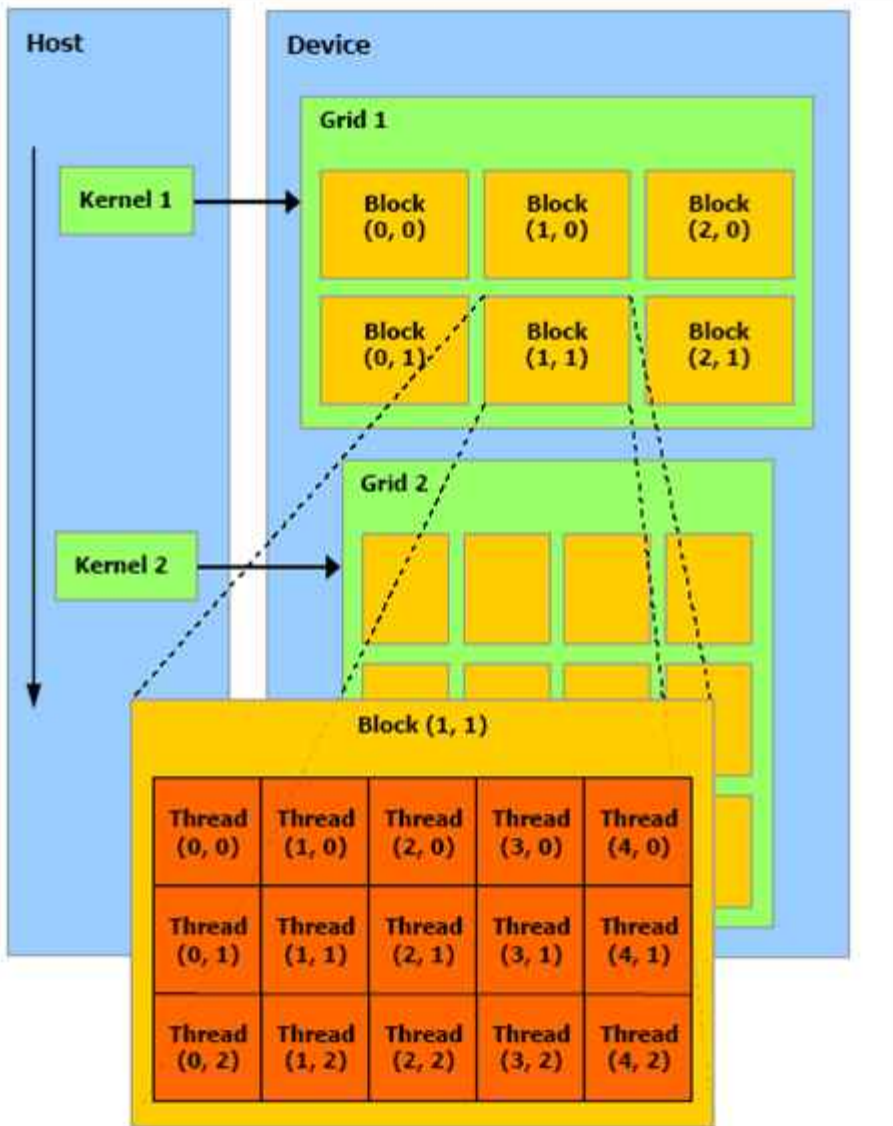 Host
Device
Grid 1
Kernel 1
Block
(0, 0)
Block
(1, 0)
Block
(2, 0)
Block
(0, 1)
Block
(1, 1)
Block
(2, 1)
Grid 2
Kernel 2
Block (1, 1)
Thread
(0, 0)
Thread
(1, 0)
Thread
(2, 0)
Thread
(3, 0)
Thread
(4, 0)
Thread
(0, 1)
Thread
(1, 1)
Thread
(2, 1)
Thread
(3, 1)
Thread
(4, 1)
Thread
(0, 2)
Thread
(1, 2)
Thread
(2, 2)
Thread
(3, 2)
Thread
(4, 2)